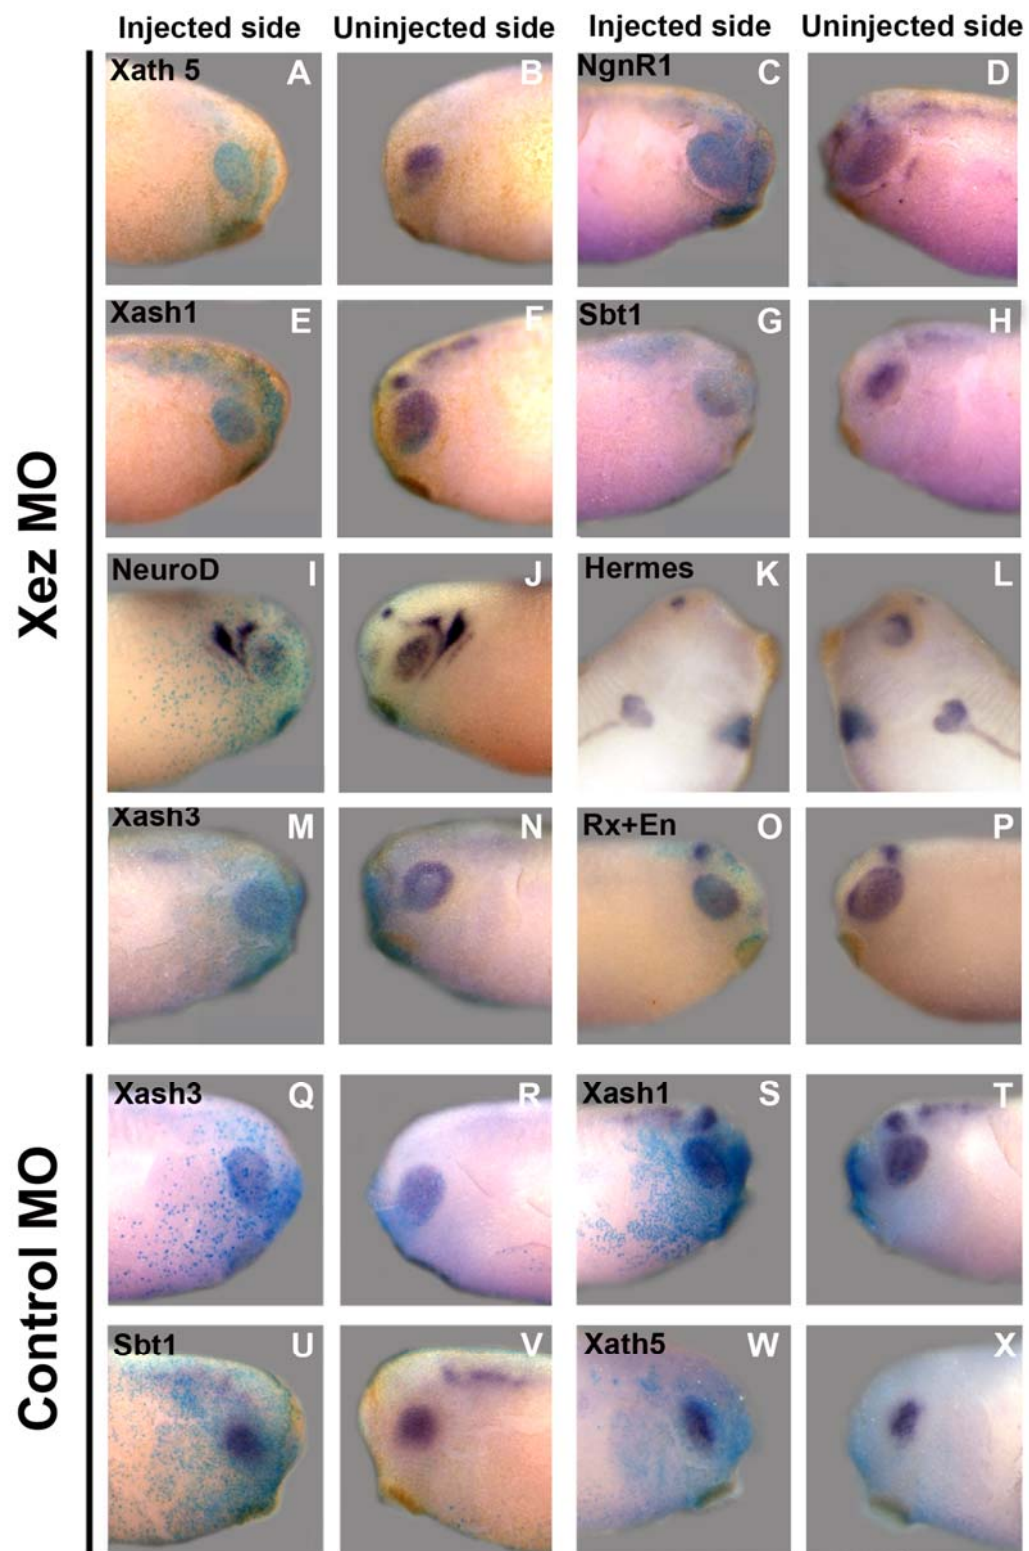 Injected side Uninjected side Injected side Uninjected side
Xez MO
Xath 5 A B NgnR1 C D
Xash1 E F Sbt1 G H
NeuroD I J Hermes K L
Xash3 M N Rx+En O P
Control MO
Xash3 Q R Xash1 S T
Sbt1 U V Xath5 W X